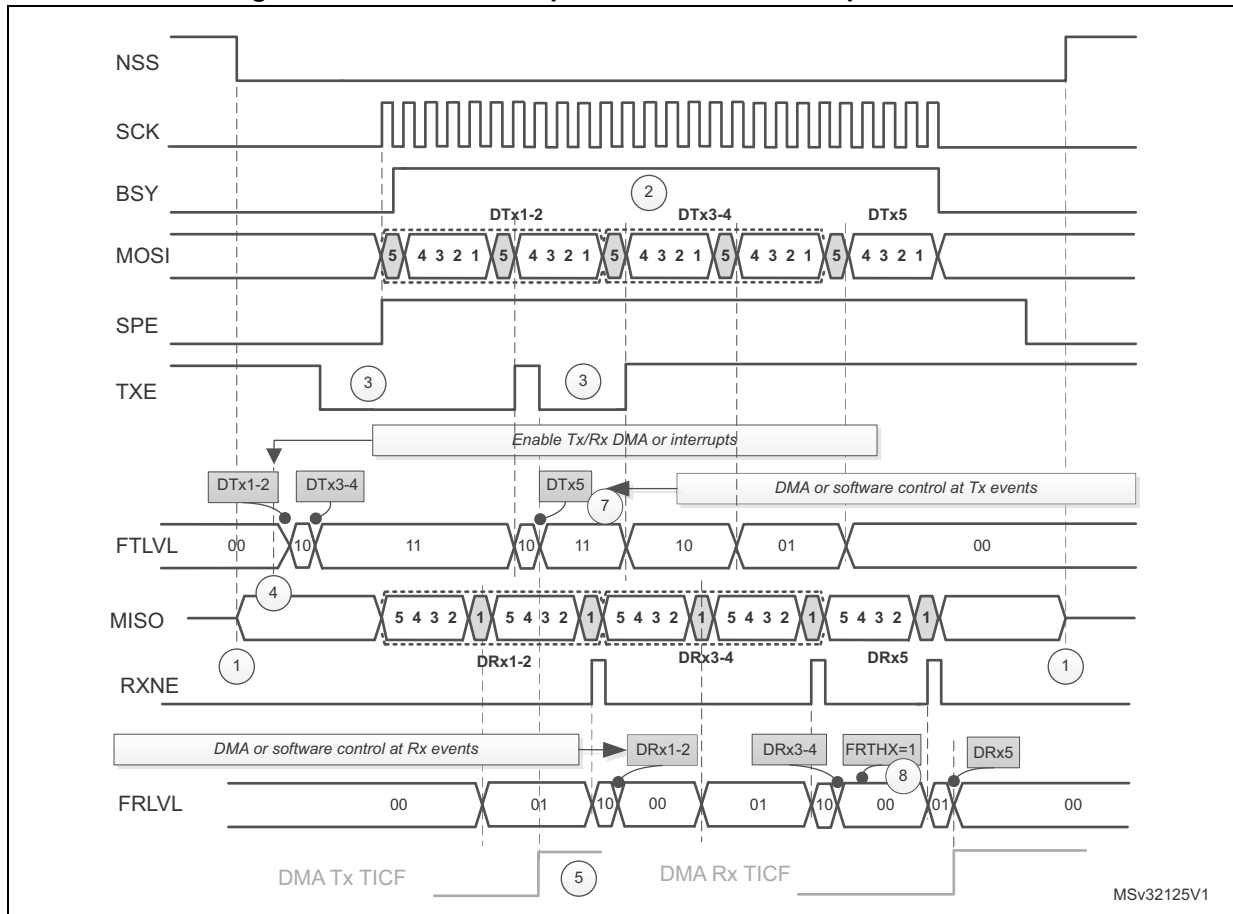 NSS
SCK
BSY
2
DTx1-2 DTx3-4 DTx5
MOSI 5 4 3 2 1 5 4 3 2 1 5 4 3 2 1 5 4 3 2 1 5 4 3 2 1
SPE
TXE 3 3
Enable Tx/Rx DMA or interrupts
DTx1-2 DTx3-4 DTx5 DMA or software control at Tx events
7
FTLVL 00 10 11 10 11 10 01 00
4
MISO 5 4 3 2 1 5 4 3 2 1 5 4 3 2 1 5 4 3 2 1 5 4 3 2 1
1 DRx1-2 DRx3-4 DRx5 1
RXNE
DMA or software control at Rx events DRx1-2 DRx3-4 FRTHX=1 DRx5
8
FRLVL 00 01 10 00 01 10 00 01 00
DMA Tx TICF 5 DMA Rx TICF
MSv32125V1